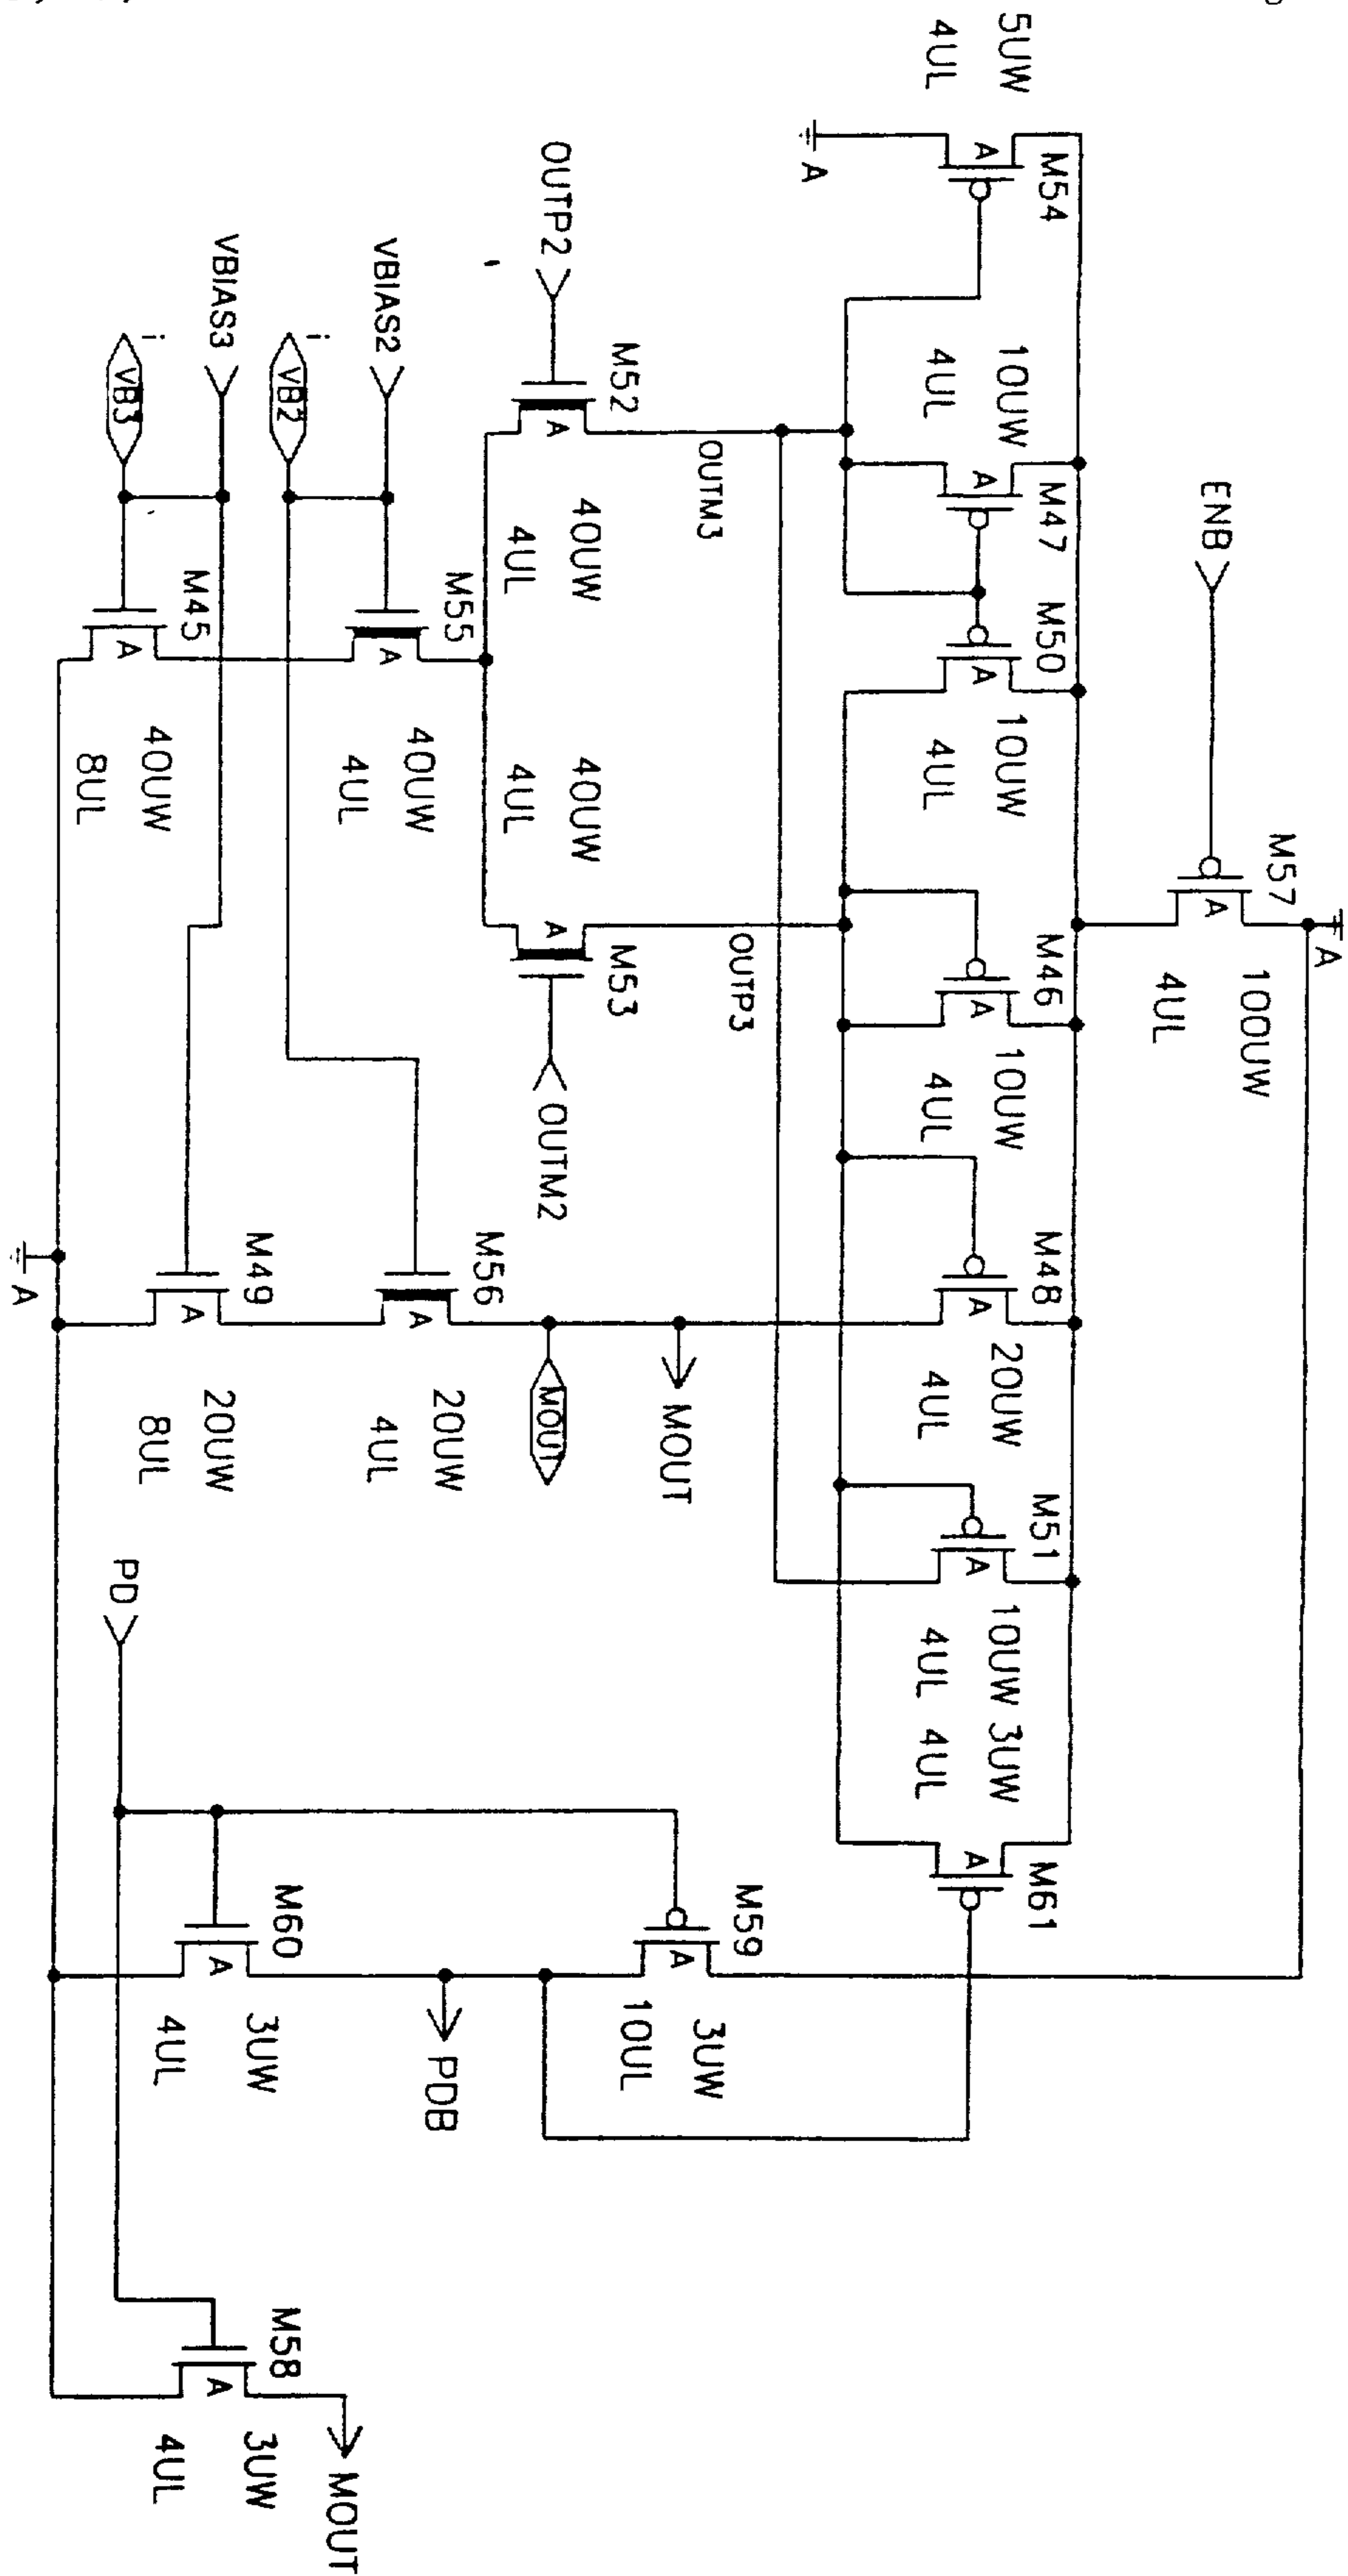 ENB
M57
A
A
100UW
4UL
5UW
4UL
M54
A
A
10UW
4UL
M47
A
M50
A
10UW
4UL
M46
A
10UW
4UL
M48
A
20UW
4UL
M51
A
10UW
4UL
3UW
4UL
M61
A
OUTP2
M52
A
OUTM3
40UW
4UL
40UW
4UL
A
M53
OUTP3
OUTM2
MOUT
MOUT
M59
A
3UW
10UL
VBIAS2
i
VB2
M55
A
40UW
4UL
M56
A
20UW
4UL
PDB
VBIAS3
i
VB3
M45
A
40UW
8UL
M49
A
20UW
8UL
PD
M60
A
3UW
4UL
M58
A
3UW
4UL
MOUT
A